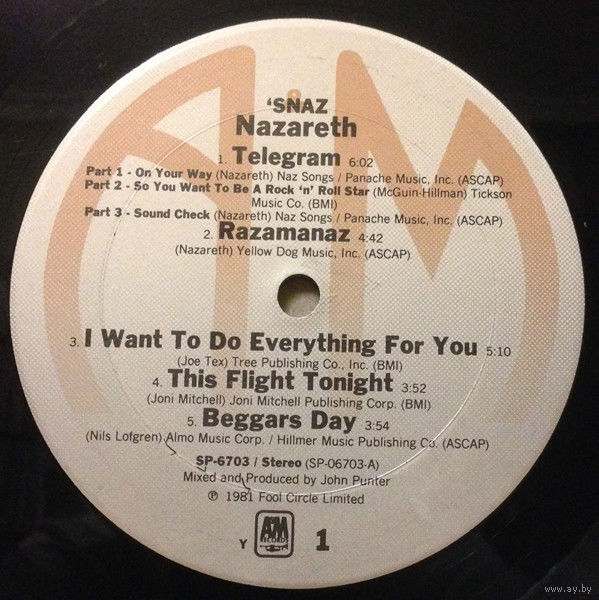 'SNAZ
Nazareth
1. Telegram 6:02
Part 1 - On Your Way (Nazareth) Naz Songs / Panache Music, Inc. (ASCAP)
Part 2 - So You Want To Be A Rock 'n' Roll Star (McGuin-Hillman) Tickson
Music Co. (BMI)
Part 3 - Sound Check (Nazareth) Naz Songs / Panache Music, Inc. (ASCAP)
2. Razamanaz 4:42
(Nazareth) Yellow Dog Music, Inc. (ASCAP)
3. I Want To Do Everything For You 5:10
(Joe Tex) Tree Publishing Co., Inc. (BMI)
4. This Flight Tonight 3:52
(Joni Mitchell) Joni Mitchell Publishing Corp. (BMI)
5. Beggars Day 3:54
(Nils Lofgren) Almo Music Corp. / Hillmer Music Publishing Co. (ASCAP)
SP-6703 / Stereo (SP-06703-A)
Mixed and Produced by John Punter
℗ 1981 Fool Circle Limited
Y A&M RECORDS 1
www.ay.by